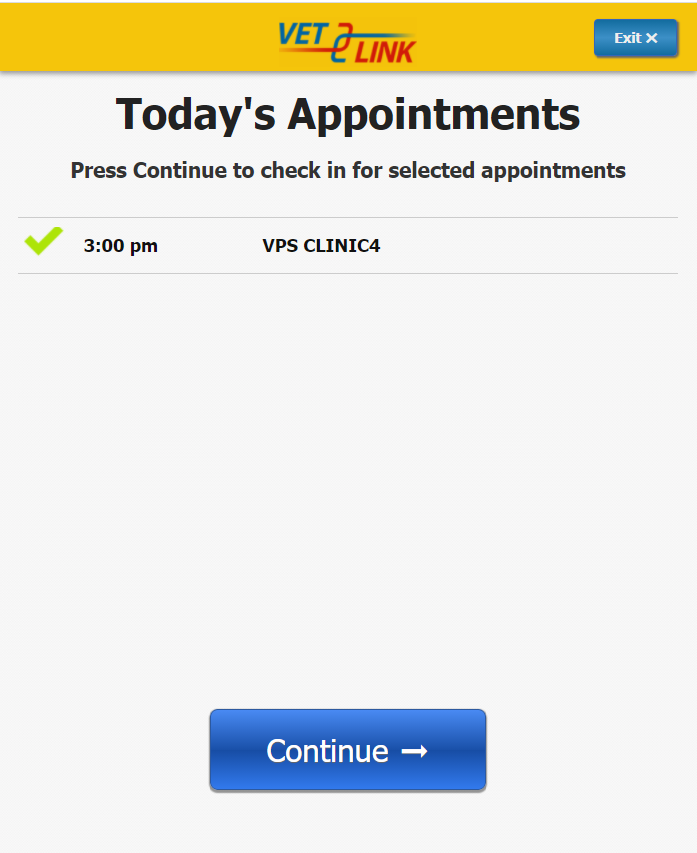 VET LINK
Exit ×
Today's Appointments
Press Continue to check in for selected appointments
3:00 pm VPS CLINIC4
Continue →